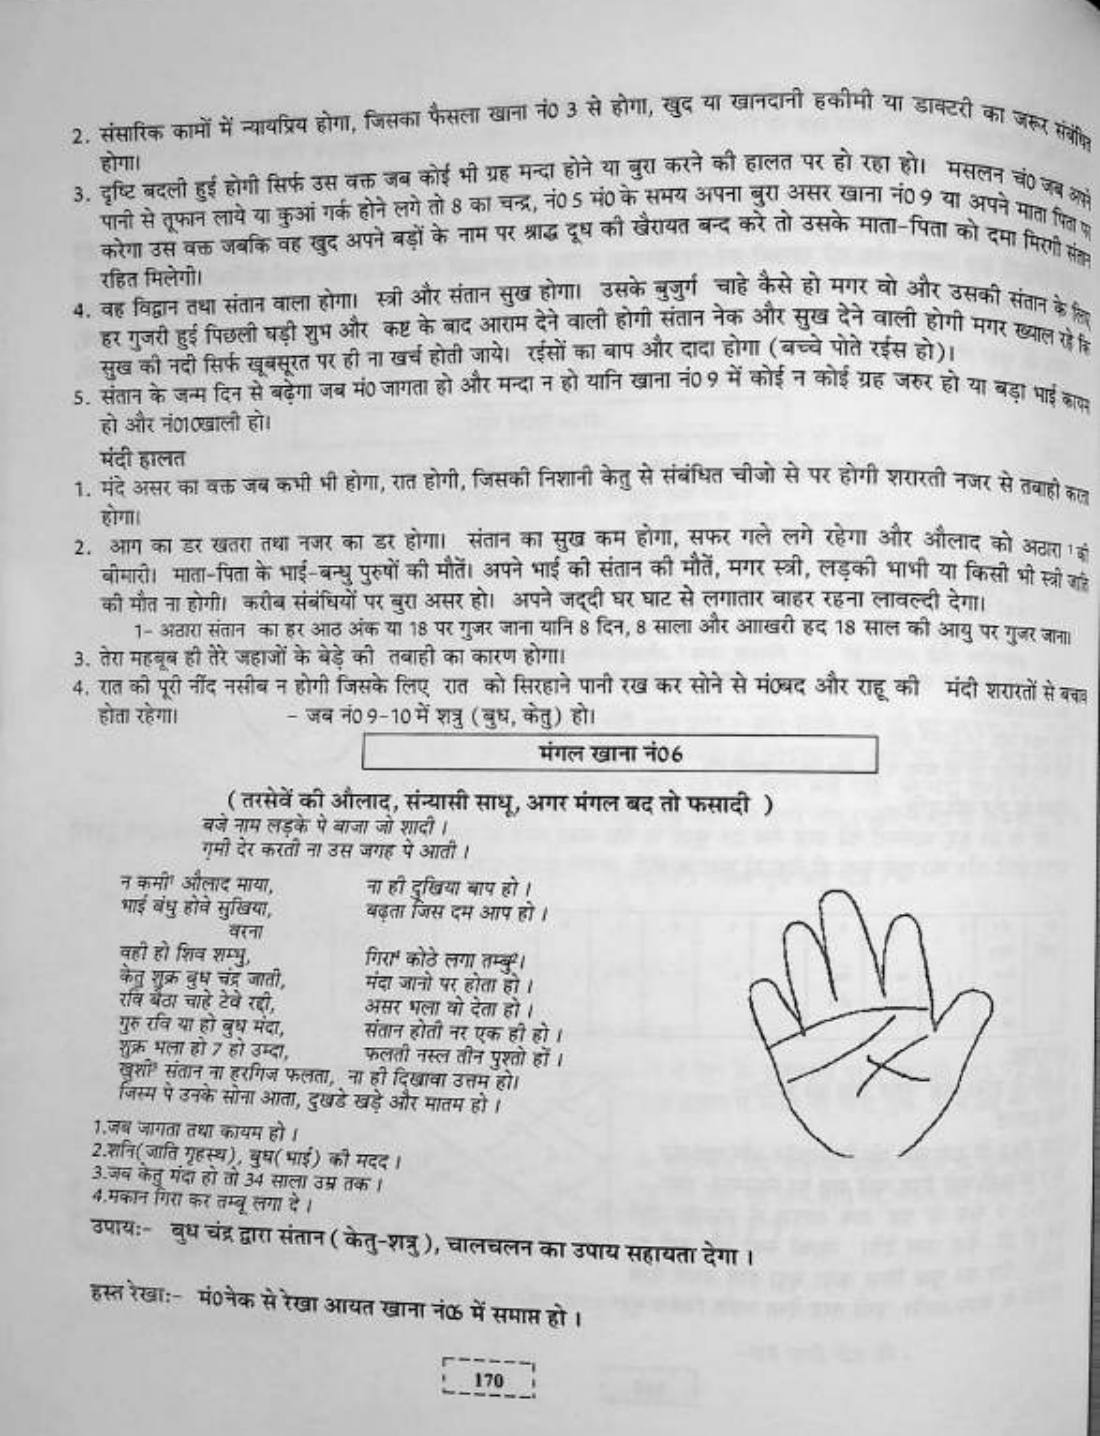 2. संसारिक कामों में न्यायप्रिय होगा, जिसका फैसला खाना नं0 3 से होगा, खुद या खानदानी हकीमी या डाक्टरी का जरूर संबंधित
होगा।
3. दृष्टि बदली हुई होगी सिर्फ उस वक्त जब कोई भी ग्रह मन्दा होने या बुरा करने की हालत पर हो रहा हो। मसलन चं0 जब अपने
पानी से तूफान लाये या कुआं गर्क होने लगे तो 8 का चन्द्र, नं0 5 मं0 के समय अपना बुरा असर खाना नं0 9 या अपने माता पिता पर
करेगा उस वक्त जबकि वह खुद अपने बड़ों के नाम पर श्राद्ध दूध की खैरायत बन्द करे तो उसके माता-पिता को दमा मिरगी संतान
रहित मिलेगी।
4. वह विद्वान तथा संतान वाला होगा। स्त्री और संतान सुख होगा। उसके बुजुर्ग चाहे कैसे हो मगर वो और उसकी संतान के लिए
हर गुजरी हुई पिछली घड़ी शुभ और कष्ट के बाद आराम देने वाली होगी संतान नेक और सुख देने वाली होगी मगर ख्याल रहे कि
सुख की नदी सिर्फ खूबसूरत पर ही ना खर्च होती जाये। रईसों का बाप और दादा होगा (बच्चे पोते रईस हो)।
5. संतान के जन्म दिन से बढ़ेगा जब मं0 जागता हो और मन्दा न हो यानि खाना नं0 9 में कोई न कोई ग्रह जरुर हो या बड़ा भाई कायम
हो और नं010खाली हो।
मंदी हालत
1. मंदे असर का वक्त जब कभी भी होगा, रात होगी, जिसकी निशानी केतु से संबंधित चीजो से पर होगी शरारती नजर से तबाही करता
होगा।
2. आग का डर खतरा तथा नजर का डर होगा। संतान का सुख कम होगा, सफर गले लगे रहेगा और औलाद को अठारा ¹ की
बीमारी। माता-पिता के भाई-बन्धु पुरुषों की मौतें। अपने भाई की संतान की मौतें, मगर स्त्री, लड़की भाभी या किसी भी स्त्री जाति
की मौत ना होगी। करीब संबंधियों पर बुरा असर हो। अपने जद्दी घर घाट से लगातार बाहर रहना लावल्दी देगा।
1- अठारा संतान का हर आठ अंक या 18 पर गुजर जाना यानि 8 दिन, 8 साला और आाखरी हद 18 साल की आयु पर गुजर जाना।
3. तेरा महबूब ही तेरे जहाजों के बेड़े की तबाही का कारण होगा।
4. रात की पूरी नींद नसीब न होगी जिसके लिए रात को सिरहाने पानी रख कर सोने से मं0बद और राहू की मंदी शरारतों से बचाव
होता रहेगा। - जब नं0 9-10 में शत्रु (बुध, केतु) हो।
मंगल खाना नं06
(तरसेवें की औलाद, संन्यासी साधू, अगर मंगल बद तो फसादी )
बजे नाम लड़के पे बाजा जो शादी ।
गमी देर करती ना उस जगह पे आती ।
न कमी¹ औलाद माया, ना ही दुखिया बाप हो ।
भाई बंधु होवे सुखिया, बढ़ता जिस दम आप हो ।
वरना
वही हो शिव शम्भु, गिरा⁴ कोठे लगा तम्बु²।
केतु शुक्र बुध चंद्र जाती, मंदा जानो पर होता हो ।
रवि बैठा चाहे टेवे रद्दी, असर भला वो देता हो ।
गुरु रवि या हो बुध मंदा, संतान होती नर एक ही हो ।
शुक्र भला हो 7 हो उम्दा, फलती नस्ल तीन पुश्तो हों ।
खुशी³ संतान ना हरगिज फलता, ना ही दिखावा उत्तम हो।
जिस्म पे उनके सोना आता, दुखडे खड़े और मातम हो ।
1.जब जागता तथा कायम हो ।
2.शनि(जाति गृहस्थ), बुध(भाई) की मदद ।
3.जब केतु मंदा हो तो 34 साला उम्र तक ।
4.मकान गिरा कर तम्बू लगा दे ।
उपाय:- बुध चंद्र द्वारा संतान (केतु-शत्रु), चालचलन का उपाय सहायता देगा ।
हस्त रेखा:- मं0नेक से रेखा आयत खाना नं06 में समाप्त हो ।
170